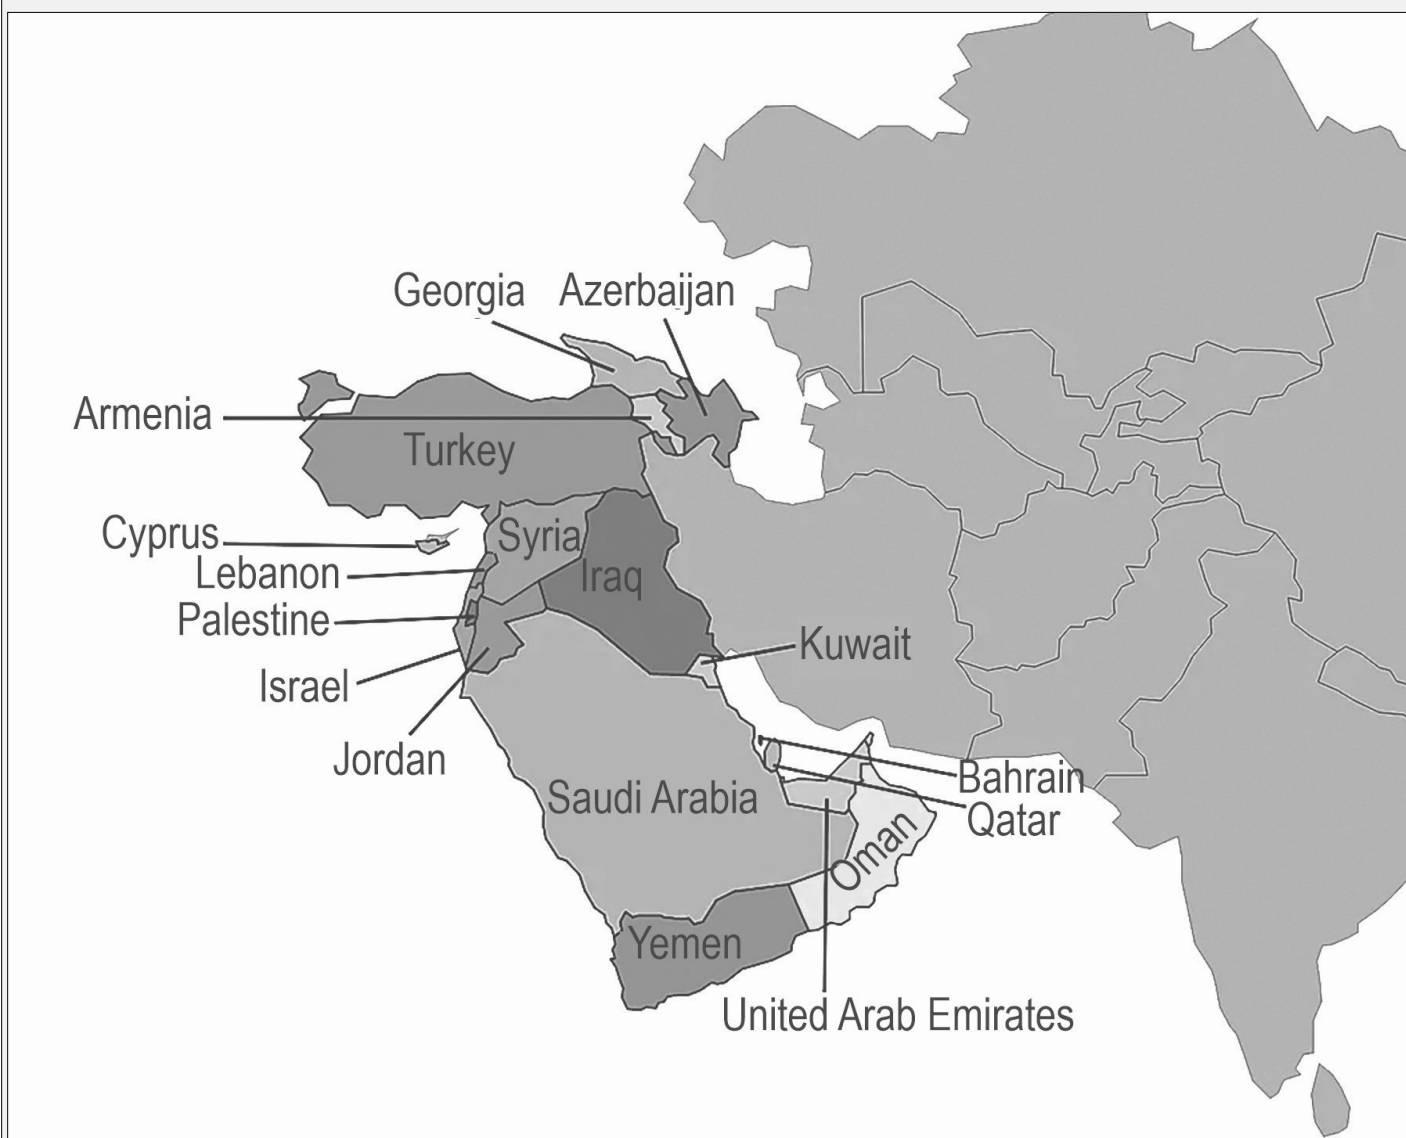 Georgia
Azerbaijan
Armenia
Turkey
Cyprus
Syria
Lebanon
Iraq
Palestine
Kuwait
Israel
Jordan
Bahrain
Saudi Arabia
Qatar
Oman
Yemen
United Arab Emirates